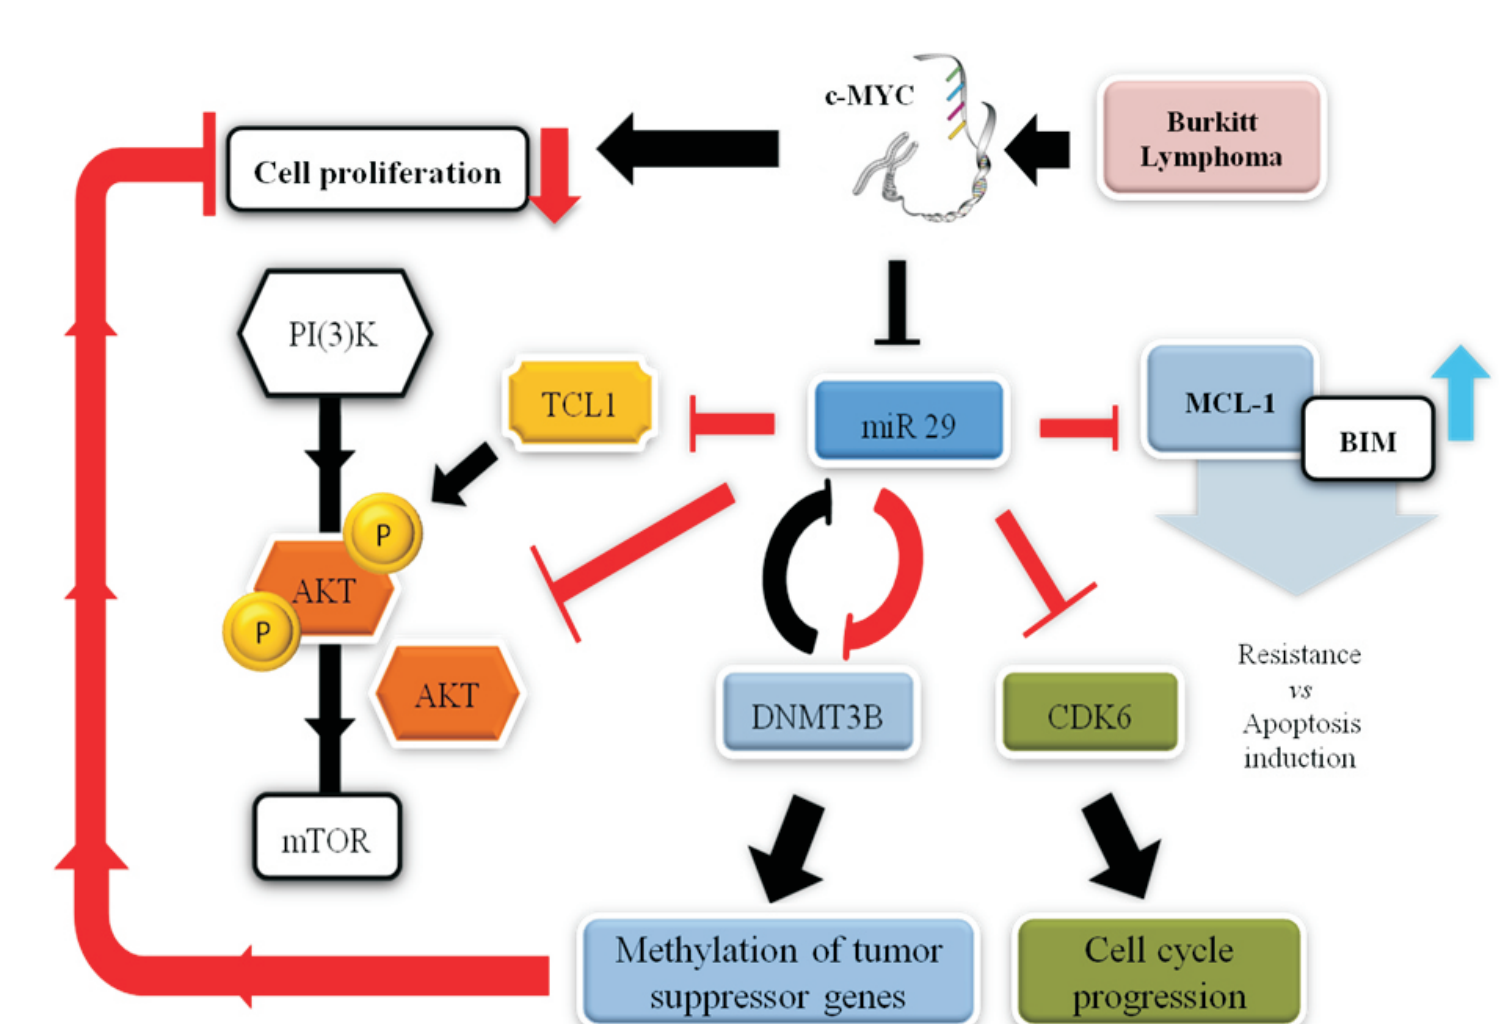 c-MYC
Burkitt
Lymphoma
Cell proliferation
PI(3)K
TCL1
miR 29
MCL-1
BIM
P
AKT
P
AKT
DNMT3B
CDK6
Resistance
vs
Apoptosis
induction
mTOR
Methylation of tumor
suppressor genes
Cell cycle
progression